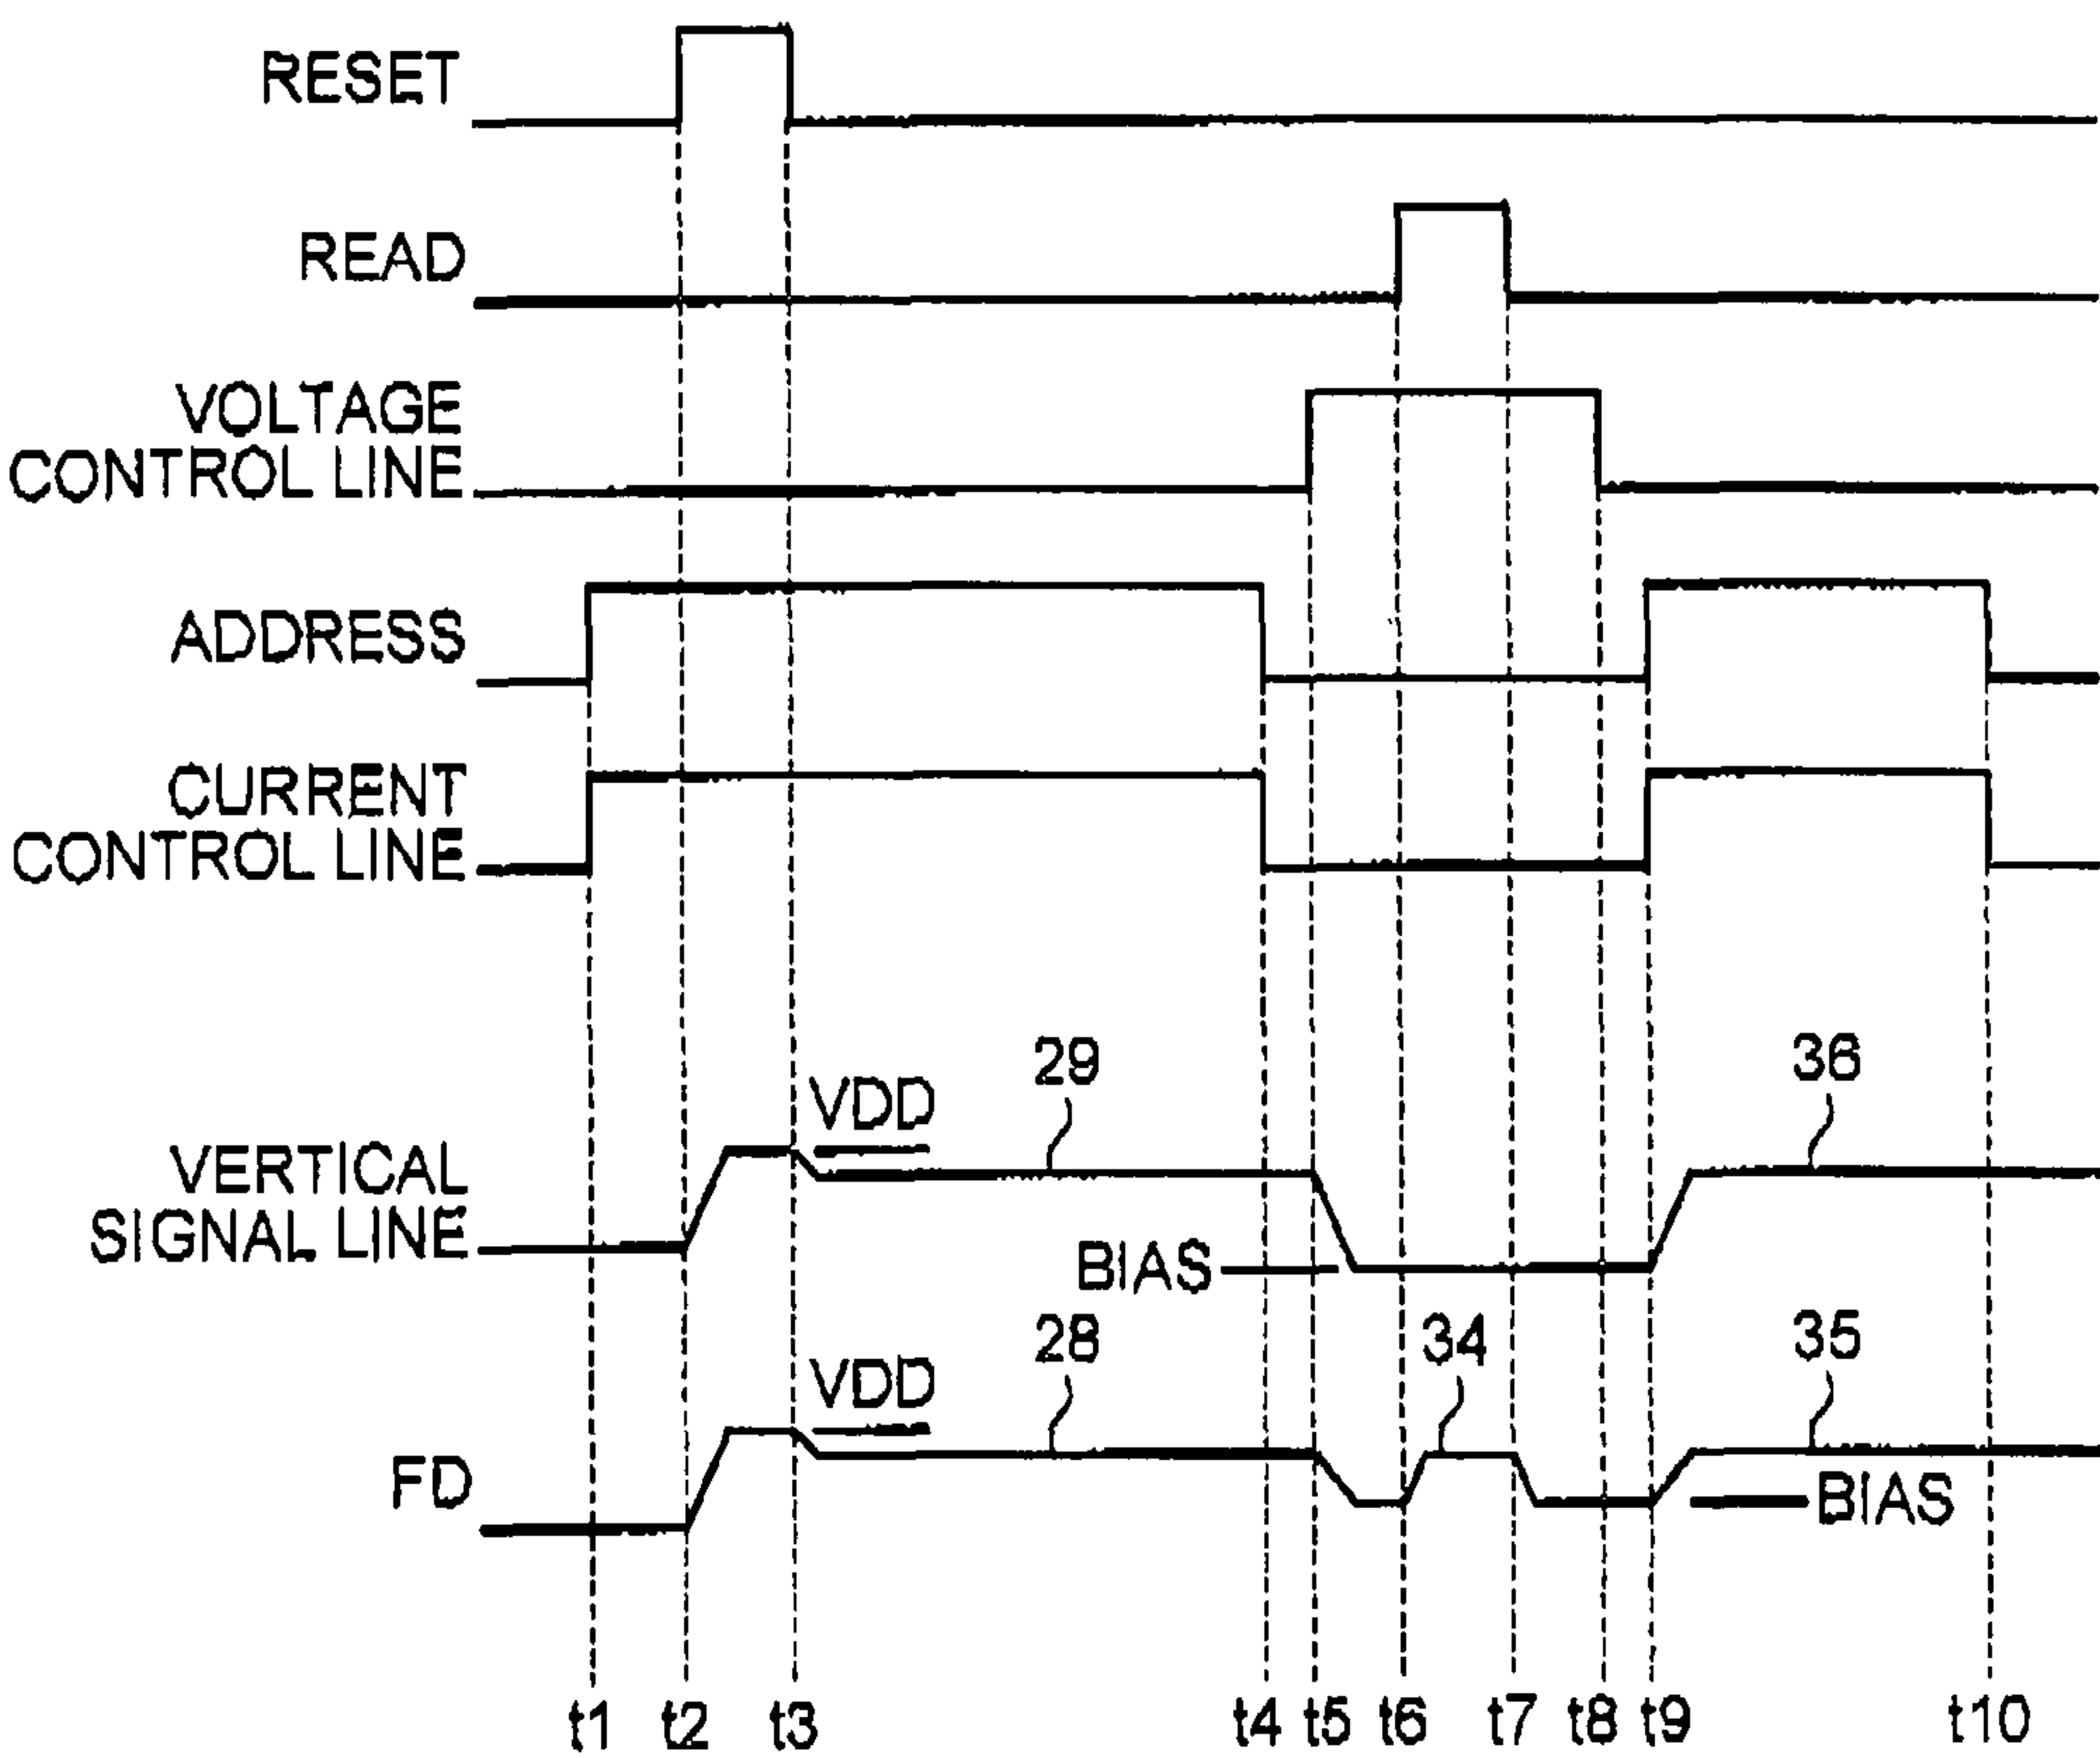 RESET
READ
VOLTAGE
CONTROL LINE
ADDRESS
CURRENT
CONTROL LINE
29
36
VDD
VERTICAL
SIGNAL LINE
BIAS
28
34
35
VDD
FD
BIAS
t1 t2 t3 t4 t5 t6 t7 t8 t9 t10